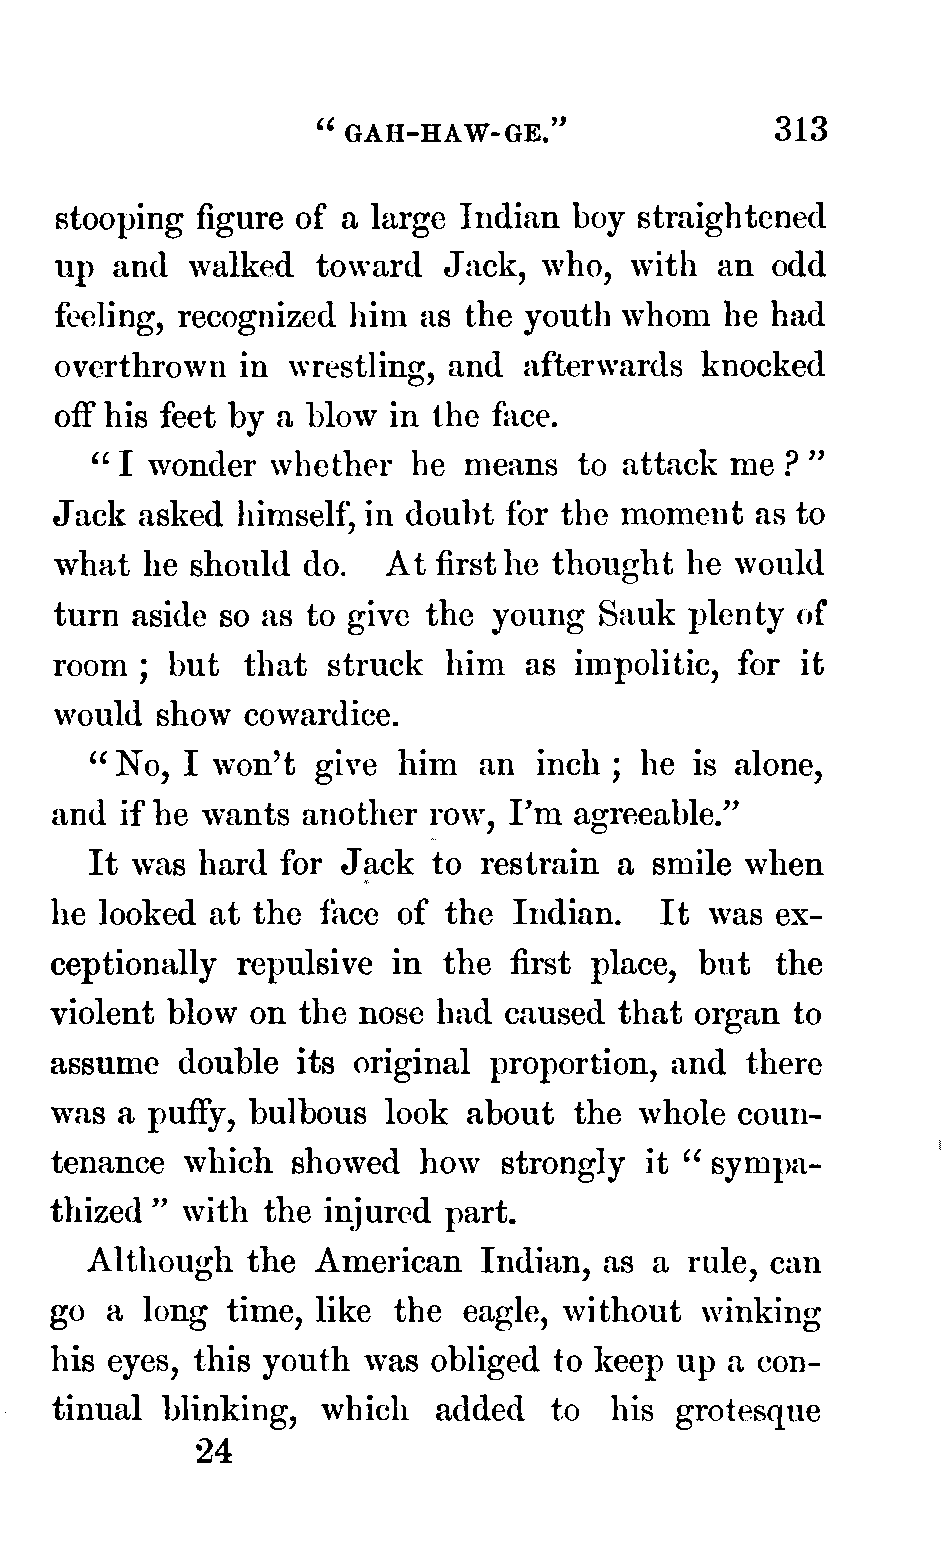 “ GAH-HAW-GE.” 313
stooping figure of a large Indian boy straightened
up and walked toward Jack, who, with an odd
feeling, recognized him as the youth whom he had
overthrown in wrestling, and afterwards knocked
off his feet by a blow in the face.
“ I wonder whether he means to attack me ? ”
Jack asked himself, in doubt for the moment as to
what he should do. At first he thought he would
turn aside so as to give the young Sauk plenty of
room ; but that struck him as impolitic, for it
would show cowardice.
“ No, I won’t give him an inch ; he is alone,
and if he wants another row, I’m agreeable.”
It was hard for Jack to restrain a smile when
he looked at the face of the Indian. It was ex-
ceptionally repulsive in the first place, but the
violent blow on the nose had caused that organ to
assume double its original proportion, and there
was a puffy, bulbous look about the whole coun-
tenance which showed how strongly it “ sympa-
thized ” with the injured part.
Although the American Indian, as a rule, can
go a long time, like the eagle, without winking
his eyes, this youth was obliged to keep up a con-
tinual blinking, which added to his grotesque
24